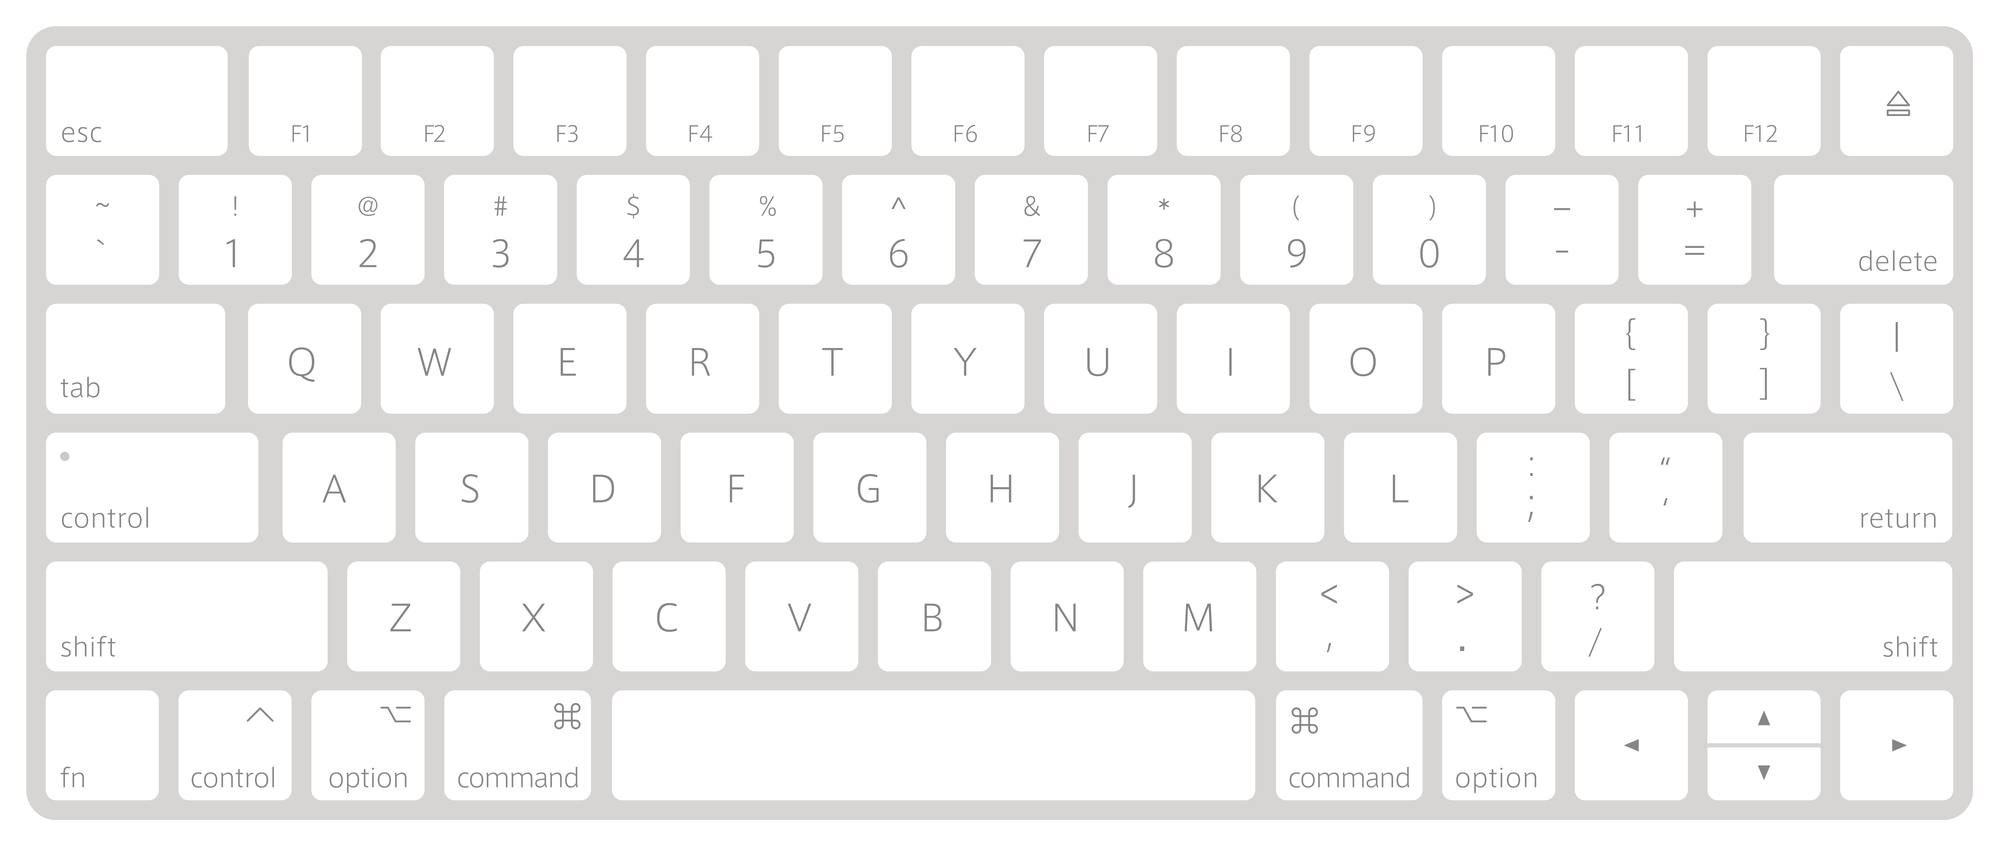 esc F1 F2 F3 F4 F5 F6 F7 F8 F9 F10 F11 F12 ⏏
~ ! @ # $ % ^ & * ( ) – +
` 1 2 3 4 5 6 7 8 9 0 - = delete
{ } |
tab Q W E R T Y U I O P [ ] \
: “
control A S D F G H J K L ; ‘ return
< > ?
shift Z X C V B N M , . / shift
^ ⌥ ⌘ ⌘ ⌥ ▲
◀ ▶
fn control option command command option ▼